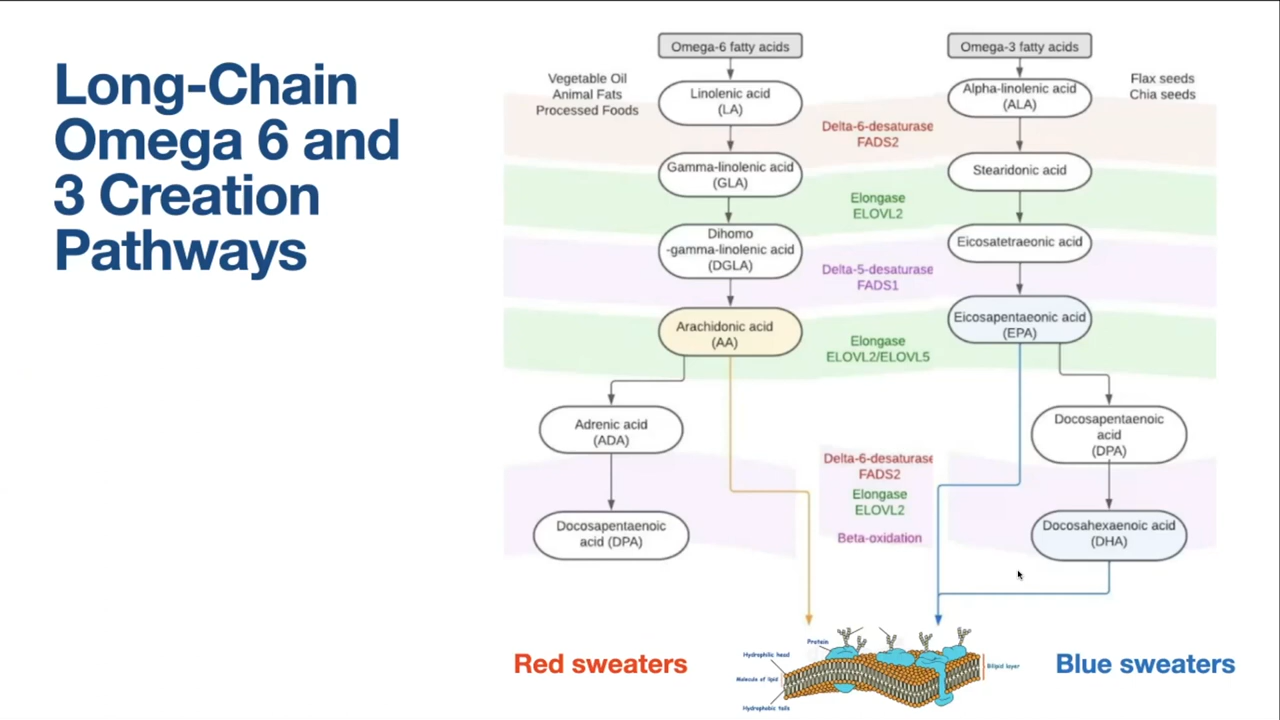 Long-Chain
Omega 6 and
3 Creation
Pathways
Omega-6 fatty acids
Omega-3 fatty acids
Vegetable Oil
Animal Fats
Processed Foods
Linolenic acid
(LA)
Alpha-linolenic acid
(ALA)
Flax seeds
Chia seeds
Delta-6-desaturase
FADS2
Gamma-linolenic acid
(GLA)
Stearidonic acid
Elongase
ELOVL2
Dihomo
-gamma-linolenic acid
(DGLA)
Eicosatetraeonic acid
Delta-5-desaturase
FADS1
Arachidonic acid
(AA)
Eicosapentaeonic acid
(EPA)
Elongase
ELOVL2/ELOVL5
Adrenic acid
(ADA)
Docosapentaenoic
acid
(DPA)
Delta-6-desaturase
FADS2
Elongase
ELOVL2
Beta-oxidation
Docosapentaenoic
acid (DPA)
Docosahexaenoic acid
(DHA)
Red sweaters
Protein
Hydrophilic head
Molecule of lipid
Hydrophobic tails
Bilipid layer
Blue sweaters